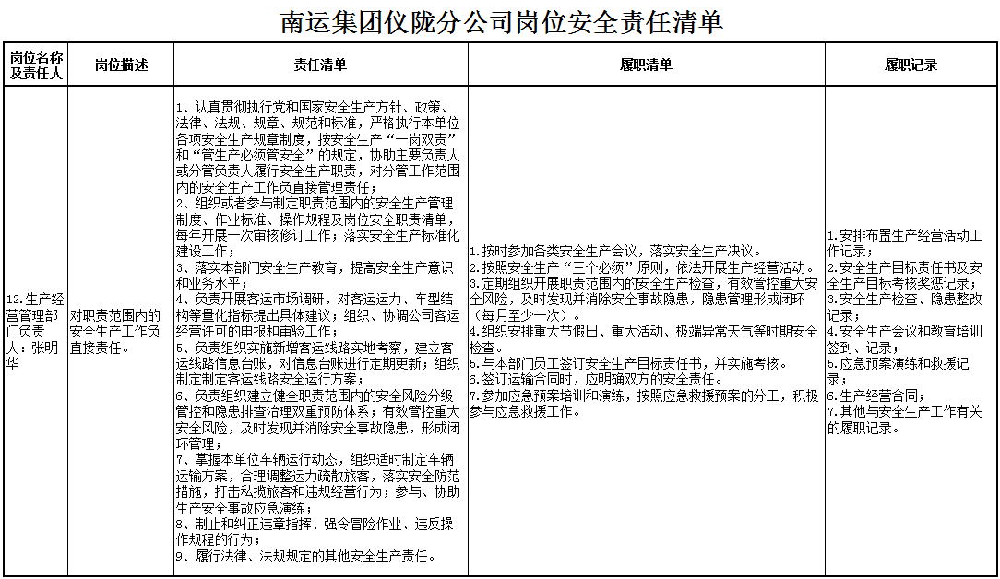 南运集团仪陇分公司岗位安全责任清单
岗位名称
及责任人
岗位描述
责任清单
履职清单
履职记录
12.生产经
营管理部
门负责
人：张明
华
对职责范围内的
安全生产工作负
直接责任。
1、认真贯彻执行党和国家安全生产方针、政策、
法律、法规、规章、规范和标准，严格执行本单位
各项安全生产规章制度，按安全生产“一岗双责”
和“管生产必须管安全”的规定，协助主要负责人
或分管负责人履行安全生产职责，对分管工作范围
内的安全生产工作负直接管理责任；
2、组织或者参与制定职责范围内的安全生产管理
制度、作业标准、操作规程及岗位安全职责清单，
每年开展一次审核修订工作；落实安全生产标准化
建设工作；
3、落实本部门安全生产教育，提高安全生产意识
和业务水平；
4、负责开展客运市场调研，对客运运力、车型结
构等量化指标提出具体建议；组织、协调公司客运
经营许可的申报和审验工作；
5、负责组织实施新增客运线路实地考察，建立客
运线路信息台账，对信息台账进行定期更新；组织
制定制定客运线路安全运行方案；
6、负责组织建立健全职责范围内的安全风险分级
管控和隐患排查治理双重预防体系；有效管控重大
安全风险，及时发现并消除安全事故隐患，形成闭
环管理；
7、掌握本单位车辆运行动态，组织适时制定车辆
运输方案，合理调整运力疏散旅客，落实安全防范
措施，打击私揽旅客和违规经营行为；参与、协助
生产安全事故应急演练；
8、制止和纠正违章指挥、强令冒险作业、违反操
作规程的行为；
9、履行法律、法规规定的其他安全生产责任。
1.按时参加各类安全生产会议，落实安全生产决议。
2.按照安全生产“三个必须”原则，依法开展生产经营活动。
3.定期组织开展职责范围内的安全生产检查，有效管控重大安
全风险，及时发现并消除安全事故隐患，隐患管理形成闭环
（每月至少一次）。
4.组织安排重大节假日、重大活动、极端异常天气等时期安全
检查。
5.与本部门员工签订安全生产目标责任书，并实施考核。
6.签订运输合同时，应明确双方的安全责任。
7.参加应急预案培训和演练，按照应急救援预案的分工，积极
参与应急救援工作。
1.安排布置生产经营活动工
作记录；
2.安全生产目标责任书及安
全生产目标考核奖惩记录；
3.安全生产检查、隐患整改
记录；
4.安全生产会议和教育培训
签到、记录；
5.应急预案演练和救援记
录；
6.生产经营合同；
7.其他与安全生产工作有关
的履职记录。